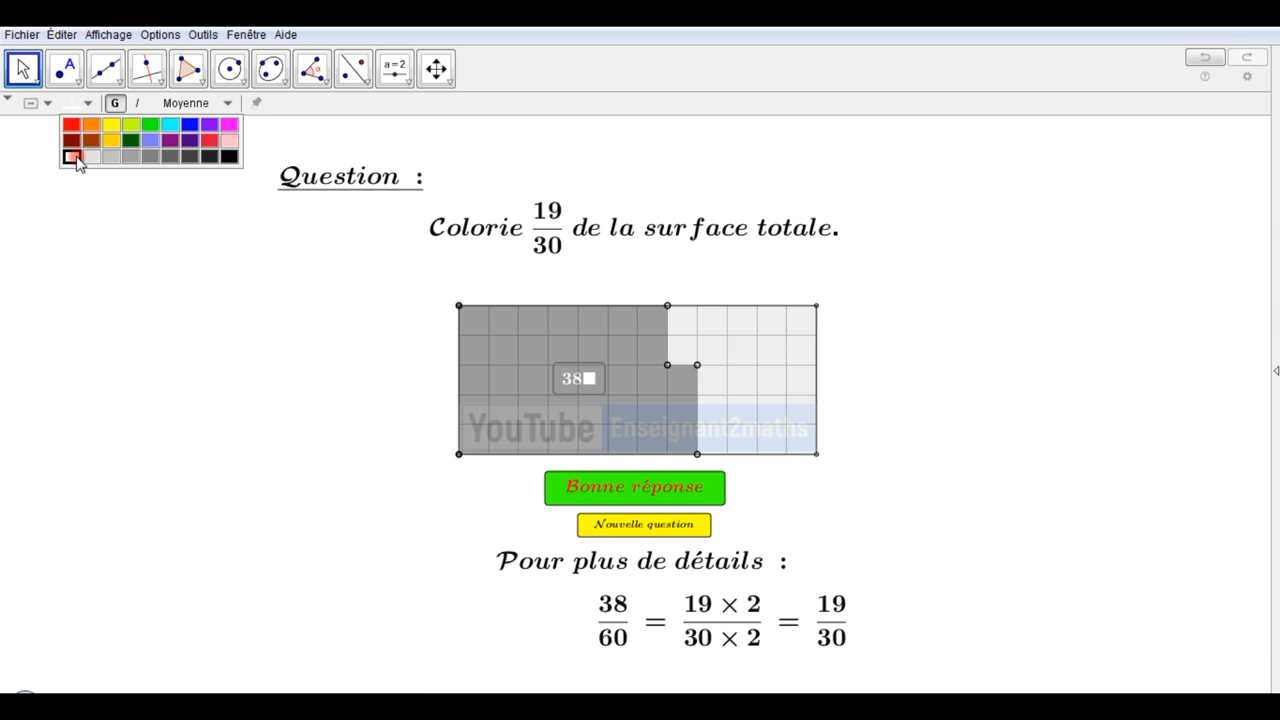 Fichier Éditer Affichage Options Outils Fenêtre Aide
A
α
a=2
G / Moyenne
Question :
Colorie 19/30 de la surface totale.
38
YouTube Enseignant2maths
Bonne réponse
Nouvelle question
Pour plus de détails :
38/60 = 19 × 2/30 × 2 = 19/30